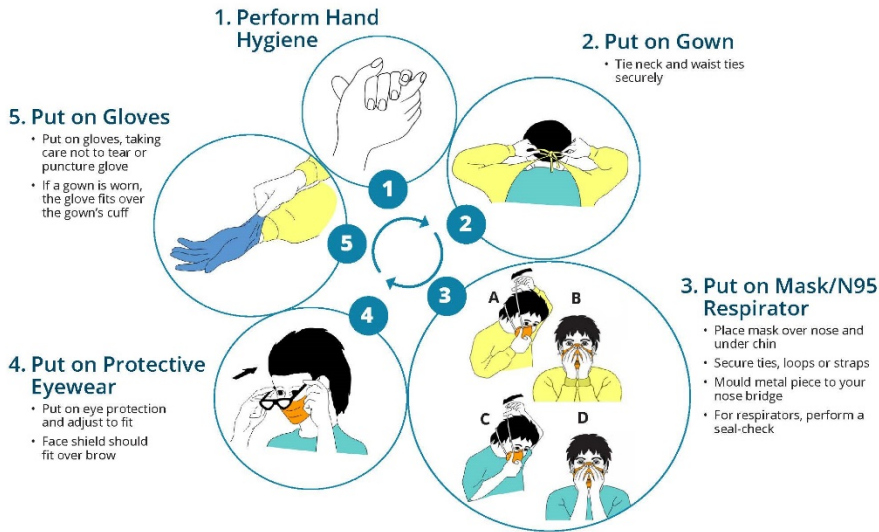 1. Perform Hand
Hygiene
2. Put on Gown
• Tie neck and waist ties
securely
3. Put on Mask/N95
Respirator
• Place mask over nose and
under chin
• Secure ties, loops or straps
• Mould metal piece to your
nose bridge
• For respirators, perform a
seal-check
4. Put on Protective
Eyewear
• Put on eye protection
and adjust to fit
• Face shield should
fit over brow
5. Put on Gloves
• Put on gloves, taking
care not to tear or
puncture glove
• If a gown is worn,
the glove fits over
the gown's cuff
1
2
3
4
5
A
B
C
D